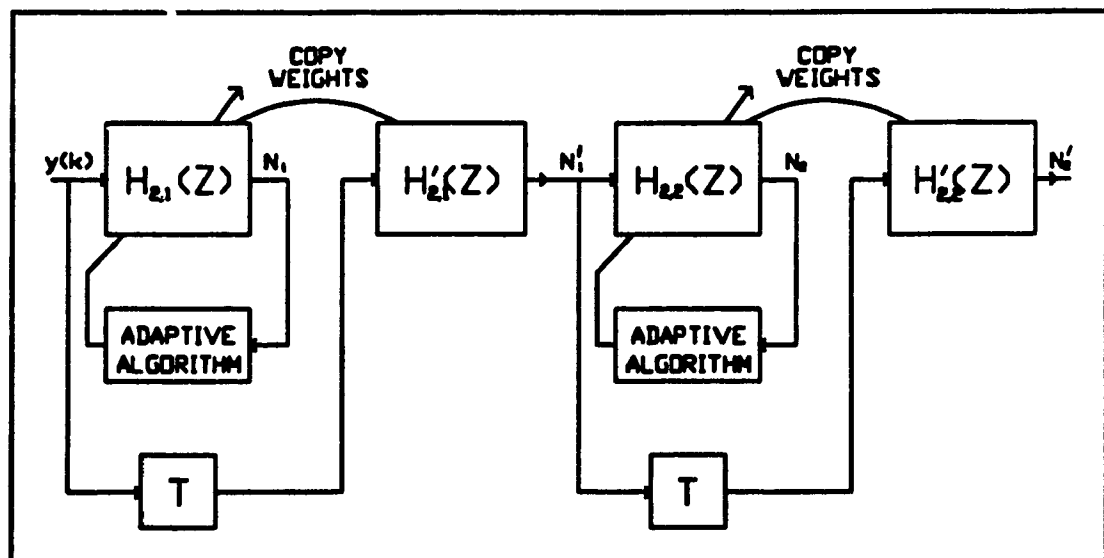 COPY
WEIGHTS
COPY
WEIGHTS
y(k)
H₂,₁(Z)
N₁
H′₂,₁(Z)
N′₁
H₂,₂(Z)
N₂
H′₂,₂(Z)
N′₂
ADAPTIVE
ALGORITHM
ADAPTIVE
ALGORITHM
T
T